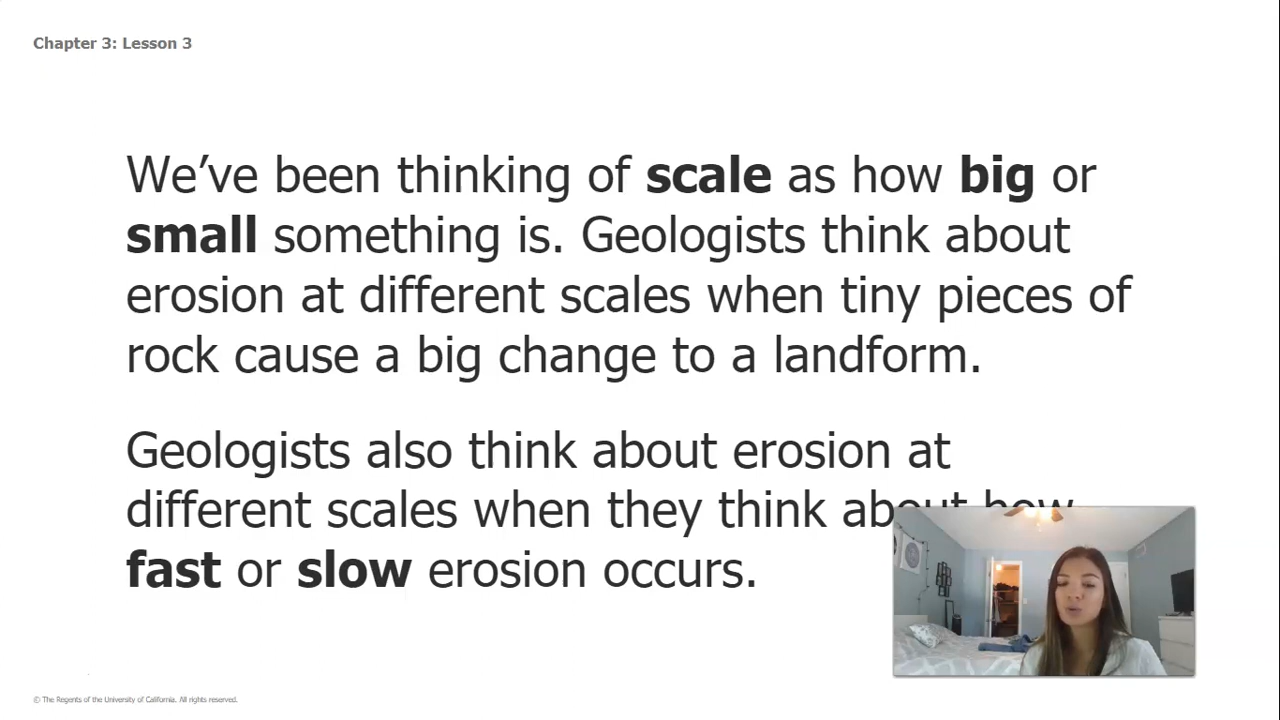 Chapter 3: Lesson 3
We’ve been thinking of scale as how big or
small something is. Geologists think about
erosion at different scales when tiny pieces of
rock cause a big change to a landform.
Geologists also think about erosion at
different scales when they think about how
fast or slow erosion occurs.
© The Regents of the University of California. All rights reserved.